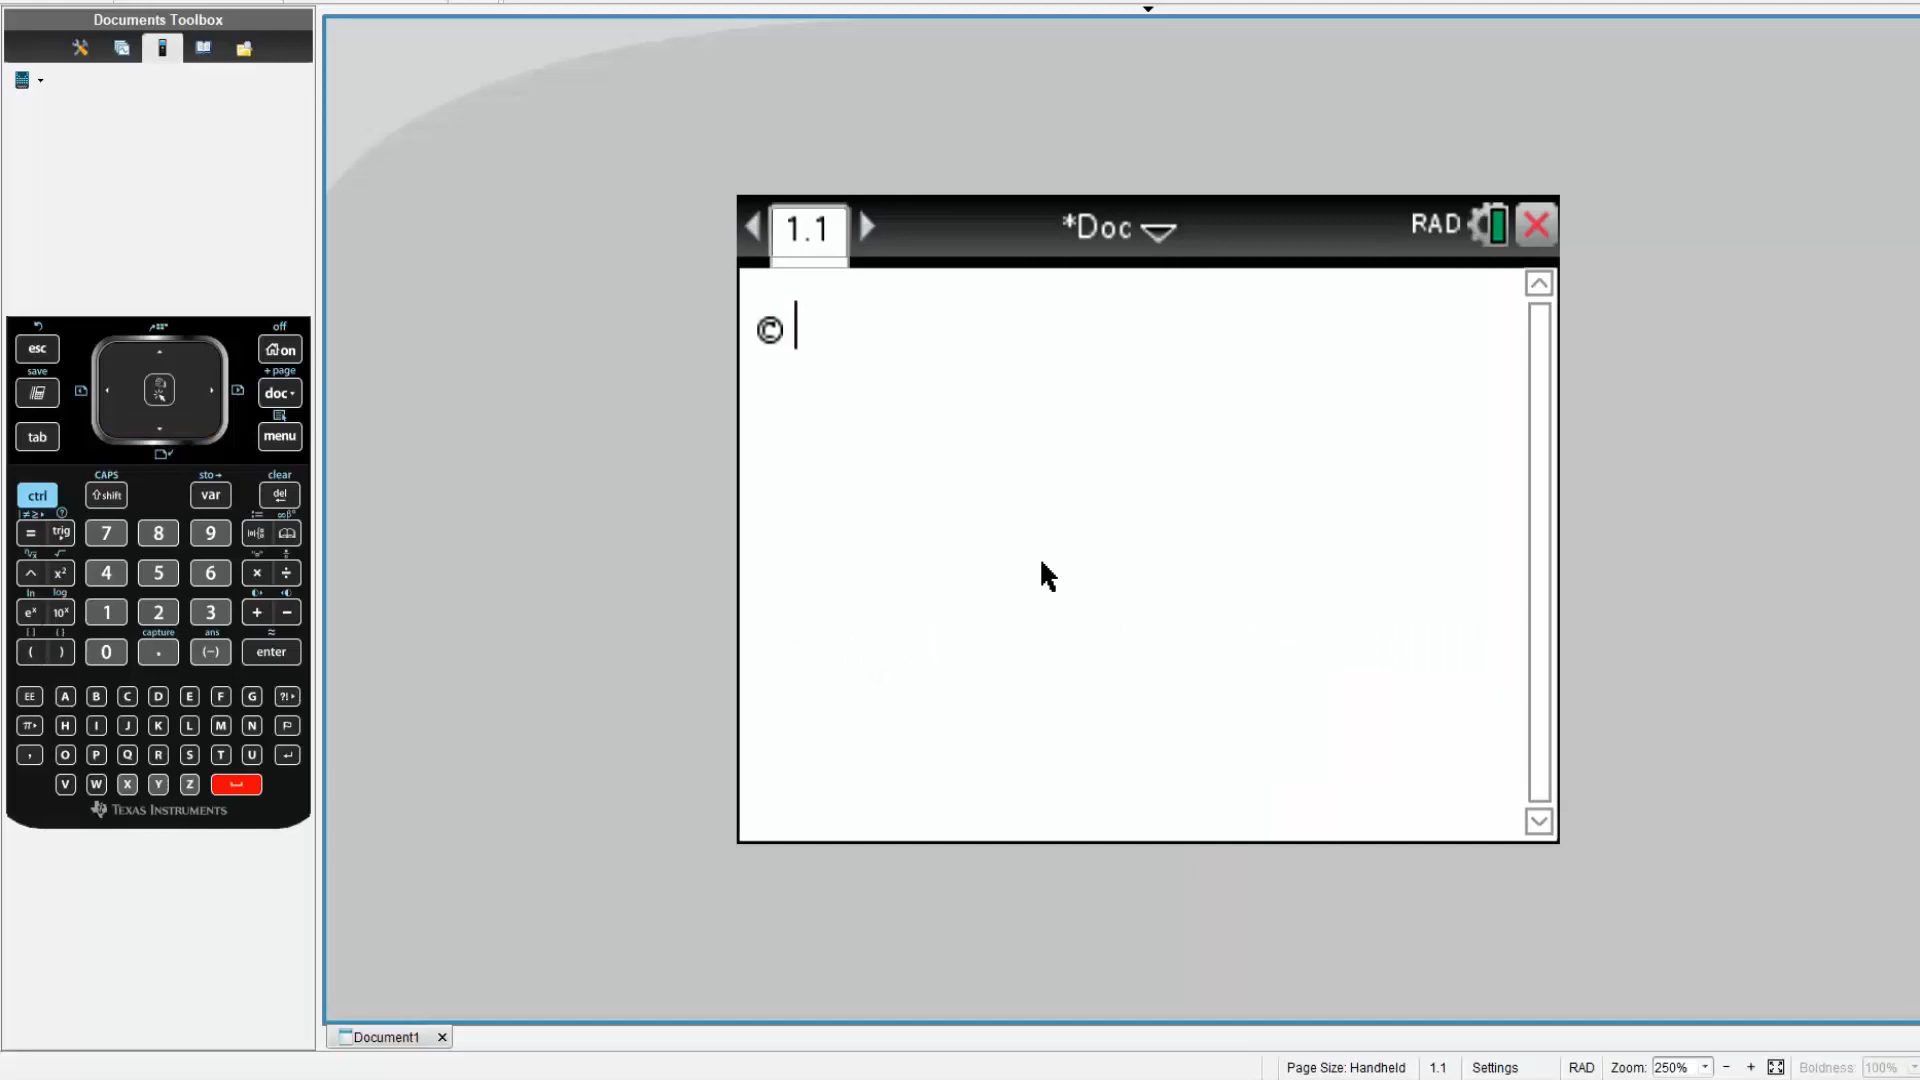 Documents Toolbox
1.1 *Doc RAD
©
off
esc on
save + page
doc
tab menu
CAPS sto→ clear
ctrl ⇧shift var del
|≠≥▸ ? := ∞β°
= trig 7 8 9
ⁿ√x √ "□"
^ x² 4 5 6 × ÷
ln log
eˣ 10ˣ 1 2 3 + −
[ ] { } capture ans ≈
( ) 0 . (−) enter
EE A B C D E F G ?!▸
π▸ H I J K L M N
, O P Q R S T U ↵
V W X Y Z
TEXAS INSTRUMENTS
Document1
Page Size: Handheld 1.1 Settings RAD Zoom: 250% − + Boldness: 100%